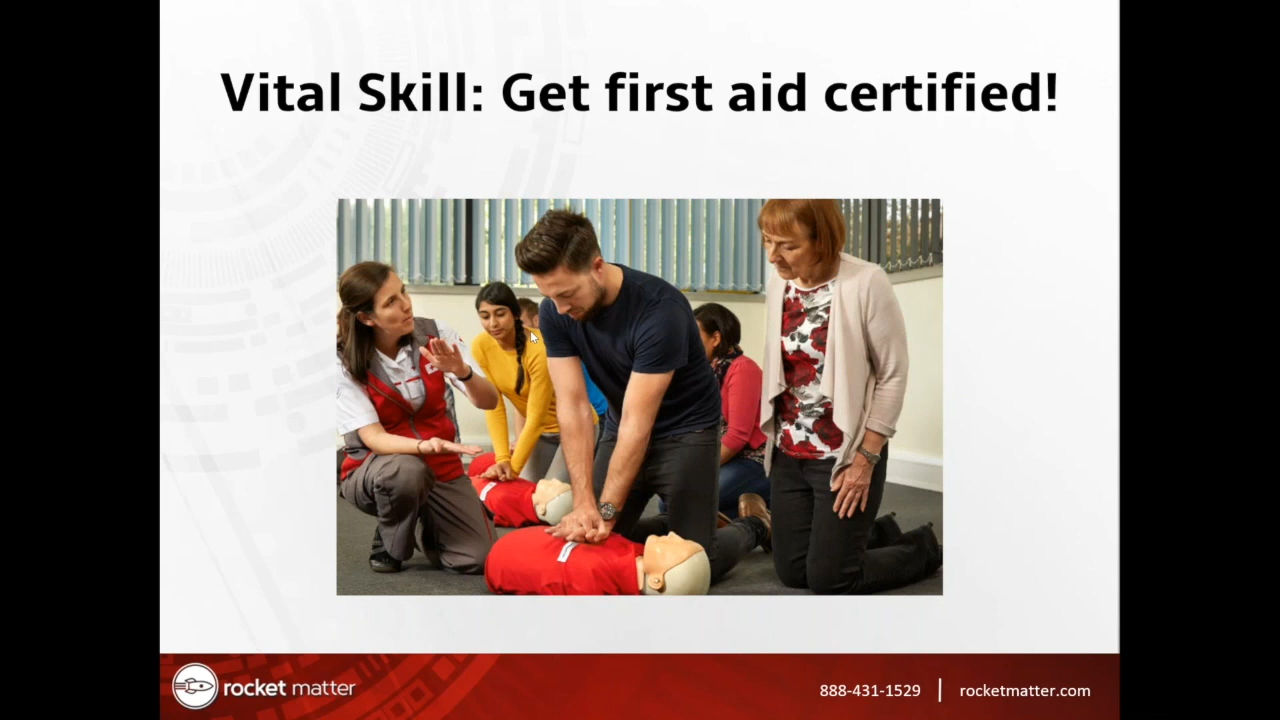 Vital Skill: Get first aid certified!
rocket matter
888-431-1529 | rocketmatter.com